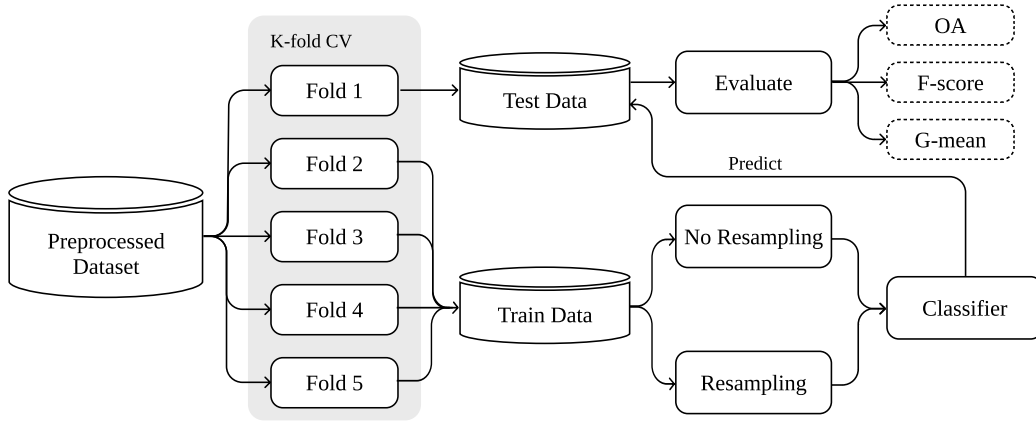 K-fold CV
Fold 1
Fold 2
Fold 3
Fold 4
Fold 5
Preprocessed
Dataset
Test Data
Train Data
Evaluate
OA
F-score
G-mean
Predict
No Resampling
Resampling
Classifier